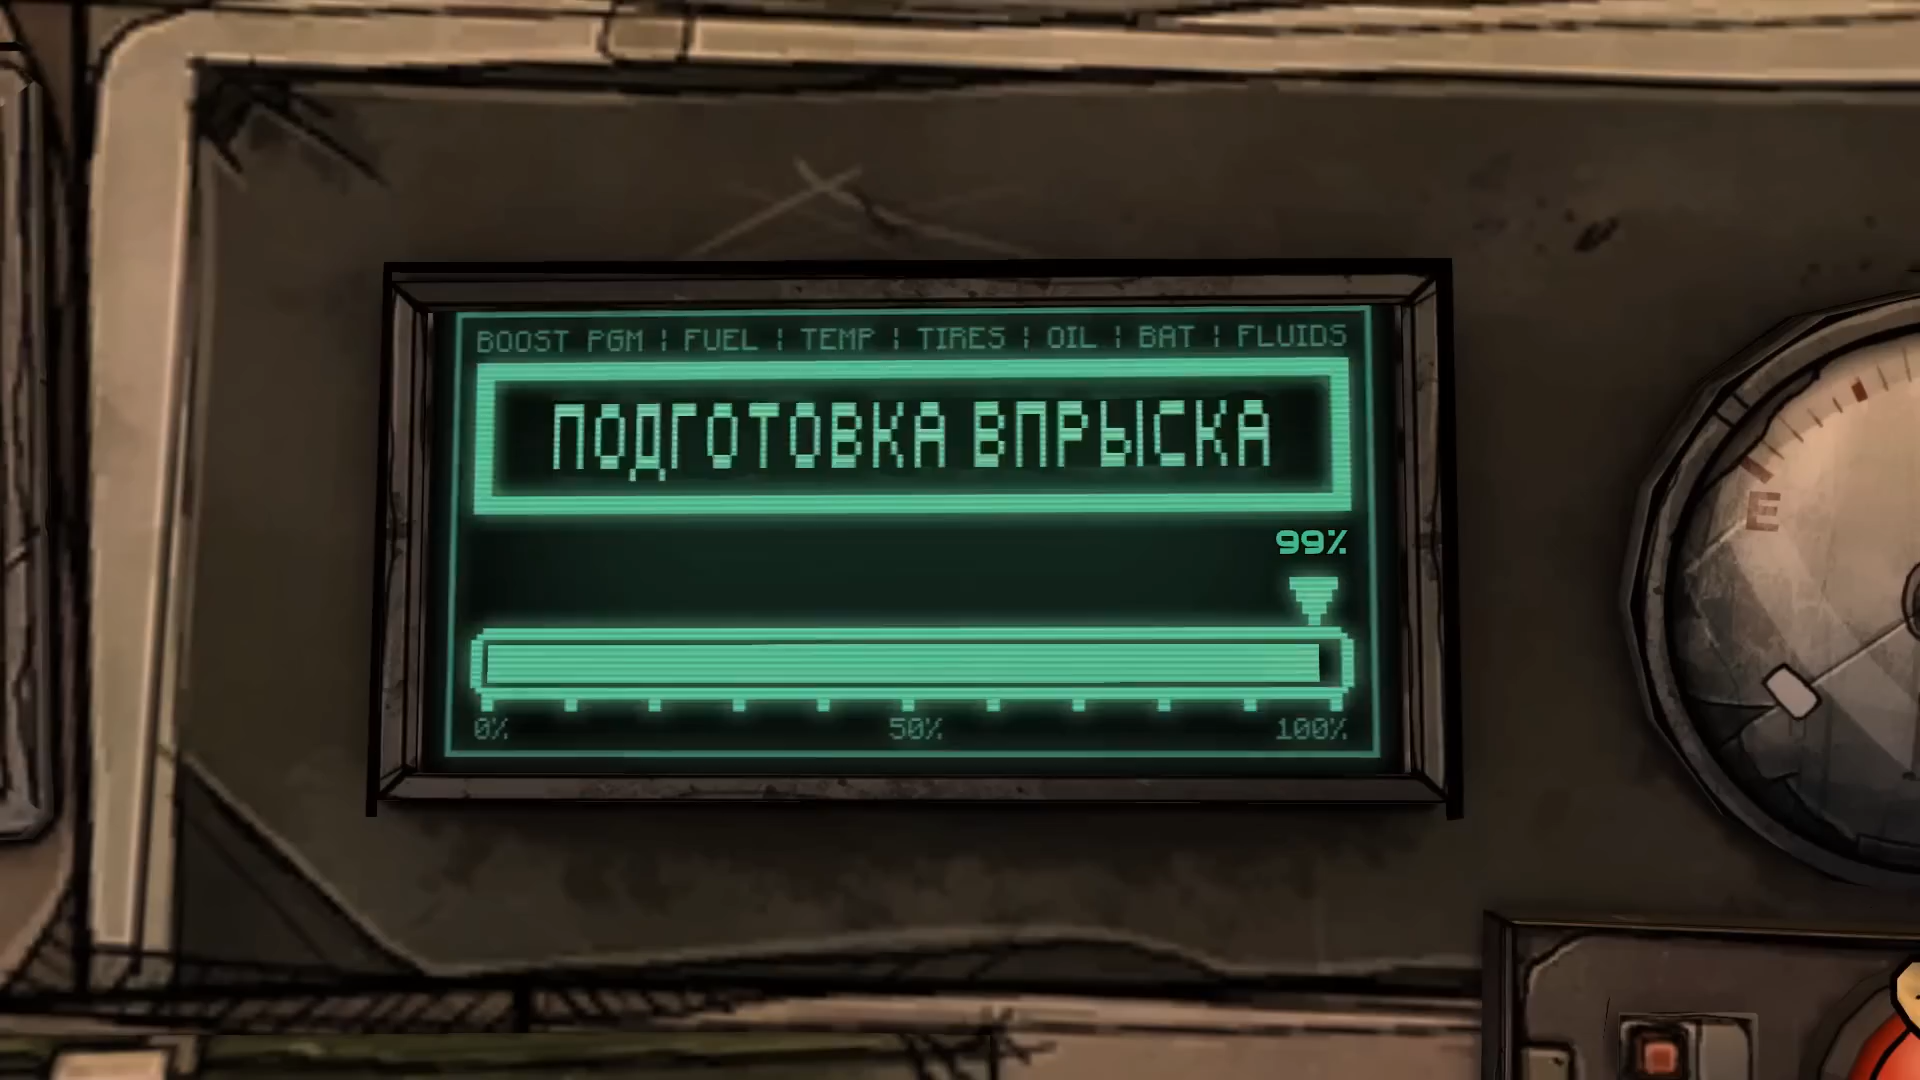 BOOST PGM ¦ FUEL ¦ TEMP ¦ TIRES ¦ OIL ¦ BAT ¦ FLUIDS
ПОДГОТОВКА ВПРЫСКА
99%
0% 50% 100%
E